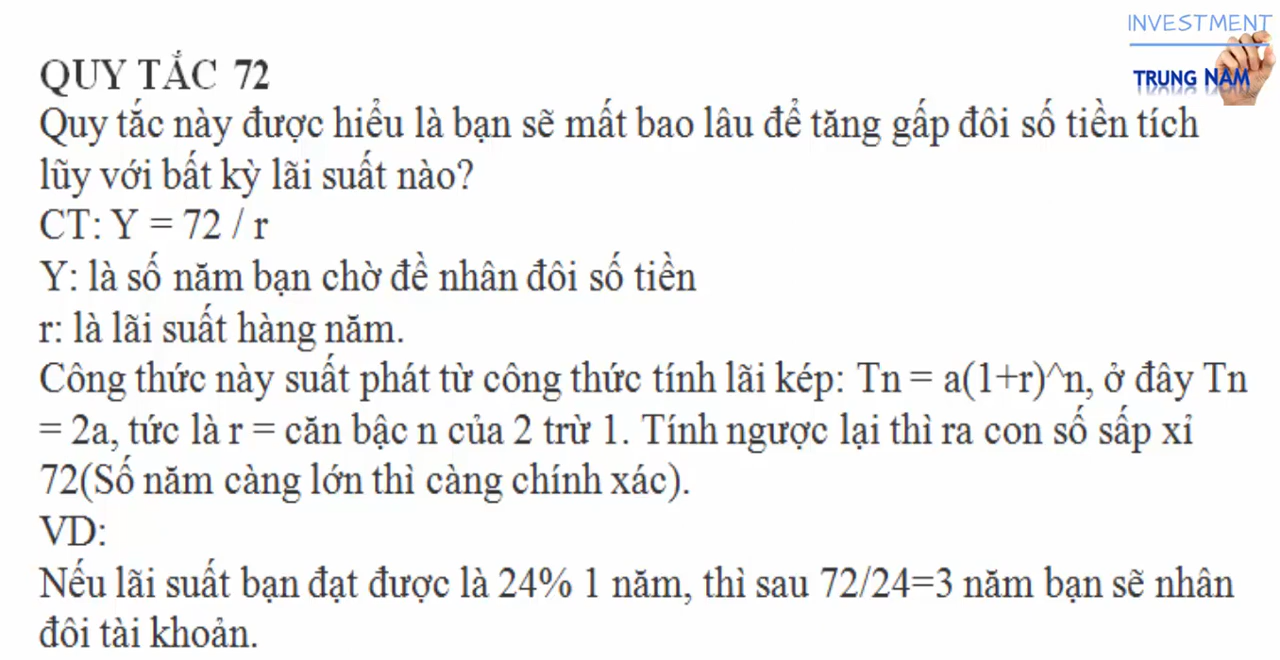 INVESTMENT
TRUNG NAM
QUY TẮC 72
Quy tắc này được hiểu là bạn sẽ mất bao lâu để tăng gấp đôi số tiền tích
lũy với bất kỳ lãi suất nào?
CT: Y = 72 / r
Y: là số năm bạn chờ đề nhân đôi số tiền
r: là lãi suất hàng năm.
Công thức này suất phát từ công thức tính lãi kép: Tn = a(1+r)^n, ở đây Tn
= 2a, tức là r = căn bậc n của 2 trừ 1. Tính ngược lại thì ra con số sấp xỉ
72(Số năm càng lớn thì càng chính xác).
VD:
Nếu lãi suất bạn đạt được là 24% 1 năm, thì sau 72/24=3 năm bạn sẽ nhân
đôi tài khoản.